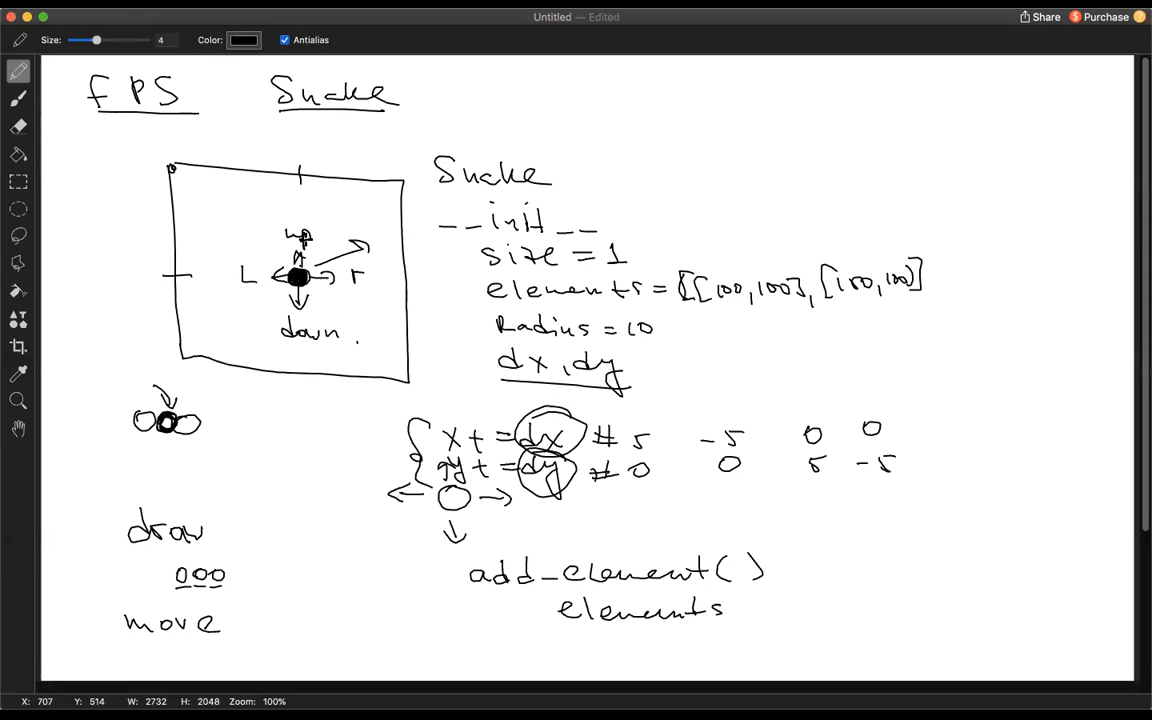 Untitled — Edited
Share
Purchase
Size: 4 Color: Antialias
FPS Snake
Snake
__init__
size = 1
elements = [[100,100], [150,100]]
Radius = 10
dx, dy
up
L r
down.
x += dx # 5 -5 0 0
y += dy # 0 0 5 -5
draw
move
add_element()
elements
X: 707 Y: 514 W: 2732 H: 2048 Zoom: 100%